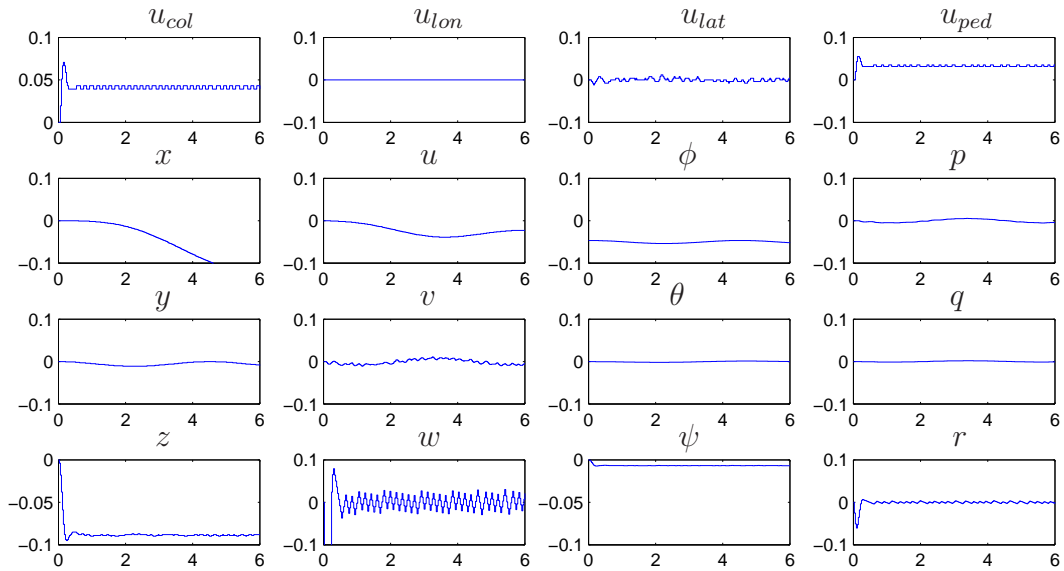 u_col u_lon u_lat u_ped
0.1 0.1 0.1 0.1
0.05 0 0 0
0 −0.1 −0.1 −0.1
0 2 4 6 0 2 4 6 0 2 4 6 0 2 4 6
x u ϕ p
0.1 0.1 0.1 0.1
0 0 0 0
−0.1 −0.1 −0.1 −0.1
0 2 4 6 0 2 4 6 0 2 4 6 0 2 4 6
y v θ q
0.1 0.1 0.1 0.1
0 0 0 0
−0.1 −0.1 −0.1 −0.1
0 2 4 6 0 2 4 6 0 2 4 6 0 2 4 6
z w ψ r
0 0.1 0 0.1
−0.05 0 −0.05 0
−0.1 −0.1 −0.1 −0.1
0 2 4 6 0 2 4 6 0 2 4 6 0 2 4 6